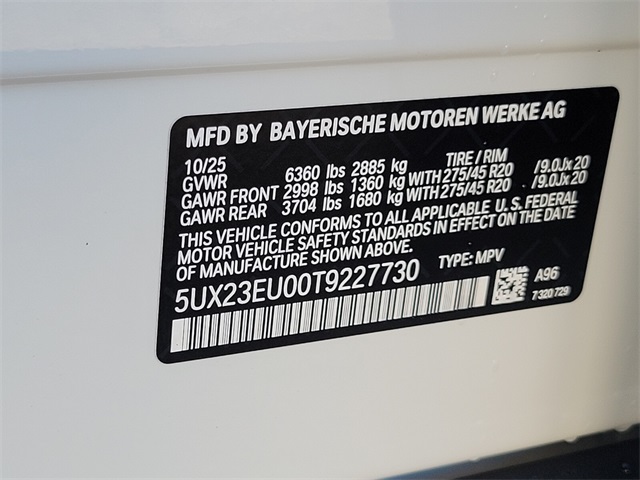 MFD BY BAYERISCHE MOTOREN WERKE AG
10/25 TIRE / RIM
GVWR 6360 lbs 2885 kg
GAWR FRONT 2998 lbs 1360 kg WITH 275/45 R20 /9.0Jx20
GAWR REAR 3704 lbs 1680 kg WITH 275/45 R20 /9.0Jx20
THIS VEHICLE CONFORMS TO ALL APPLICABLE U.S. FEDERAL
MOTOR VEHICLE SAFETY STANDARDS IN EFFECT ON THE DATE
OF MANUFACTURE SHOWN ABOVE.
5UX23EU00T9227730 TYPE: MPV
A96
7 320 729